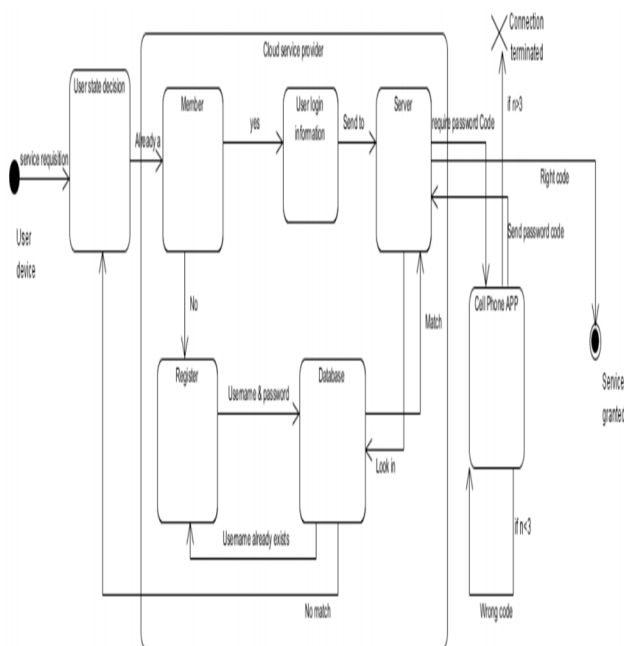 Connection
terminated
Cloud service provider
User state decision
Member
User login
information
Server
if n>3
service requisition
Already a
yes
Send to
require password Code
Right code
User
device
Send password code
No
Match
Cell Phone APP
Register
Username & password
Database
Service
granted
Look in
Username already exists
if n<3
No match
Wrong code